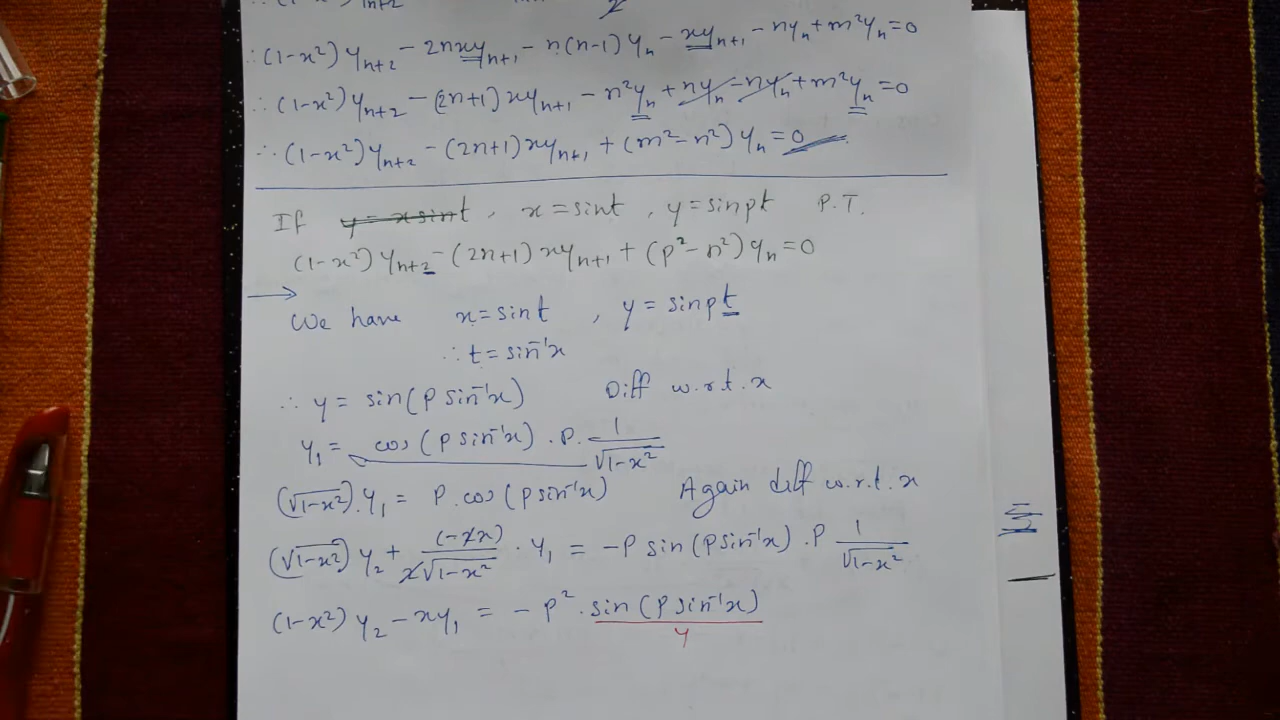 ∴ (1-x²) yₙ₊₂ - 2nxyₙ₊₁ - n(n-1) yₙ - xyₙ₊₁ - nyₙ + m²yₙ = 0
∴ (1-x²) yₙ₊₂ - (2n+1) xyₙ₊₁ - n²yₙ + nyₙ - nyₙ + m²yₙ = 0
∴ (1-x²) yₙ₊₂ - (2n+1) xyₙ₊₁ + (m²-n²) yₙ = 0
If y = x sint, x = sint, y = sinpt P.T.
(1-x²) yₙ₊₂ - (2n+1) xyₙ₊₁ + (p²-n²) yₙ = 0
→ We have x = sint, y = sinpt
∴ t = sin⁻¹x
∴ y = sin(p sin⁻¹x) Diff w.r.t. x
y₁ = cos(p sin⁻¹x) . p. 1/√1-x²
(√1-x²). y₁ = p. cos(p sin⁻¹x) Again diff w.r.t. x
(√1-x²) y₂ + (-2x)/2√1-x² . y₁ = -p sin(p sin⁻¹x) . p 1/√1-x²
(1-x²) y₂ - xy₁ = -p² . sin(p sin⁻¹x)
y